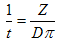 1/t = Z/(Dπ)